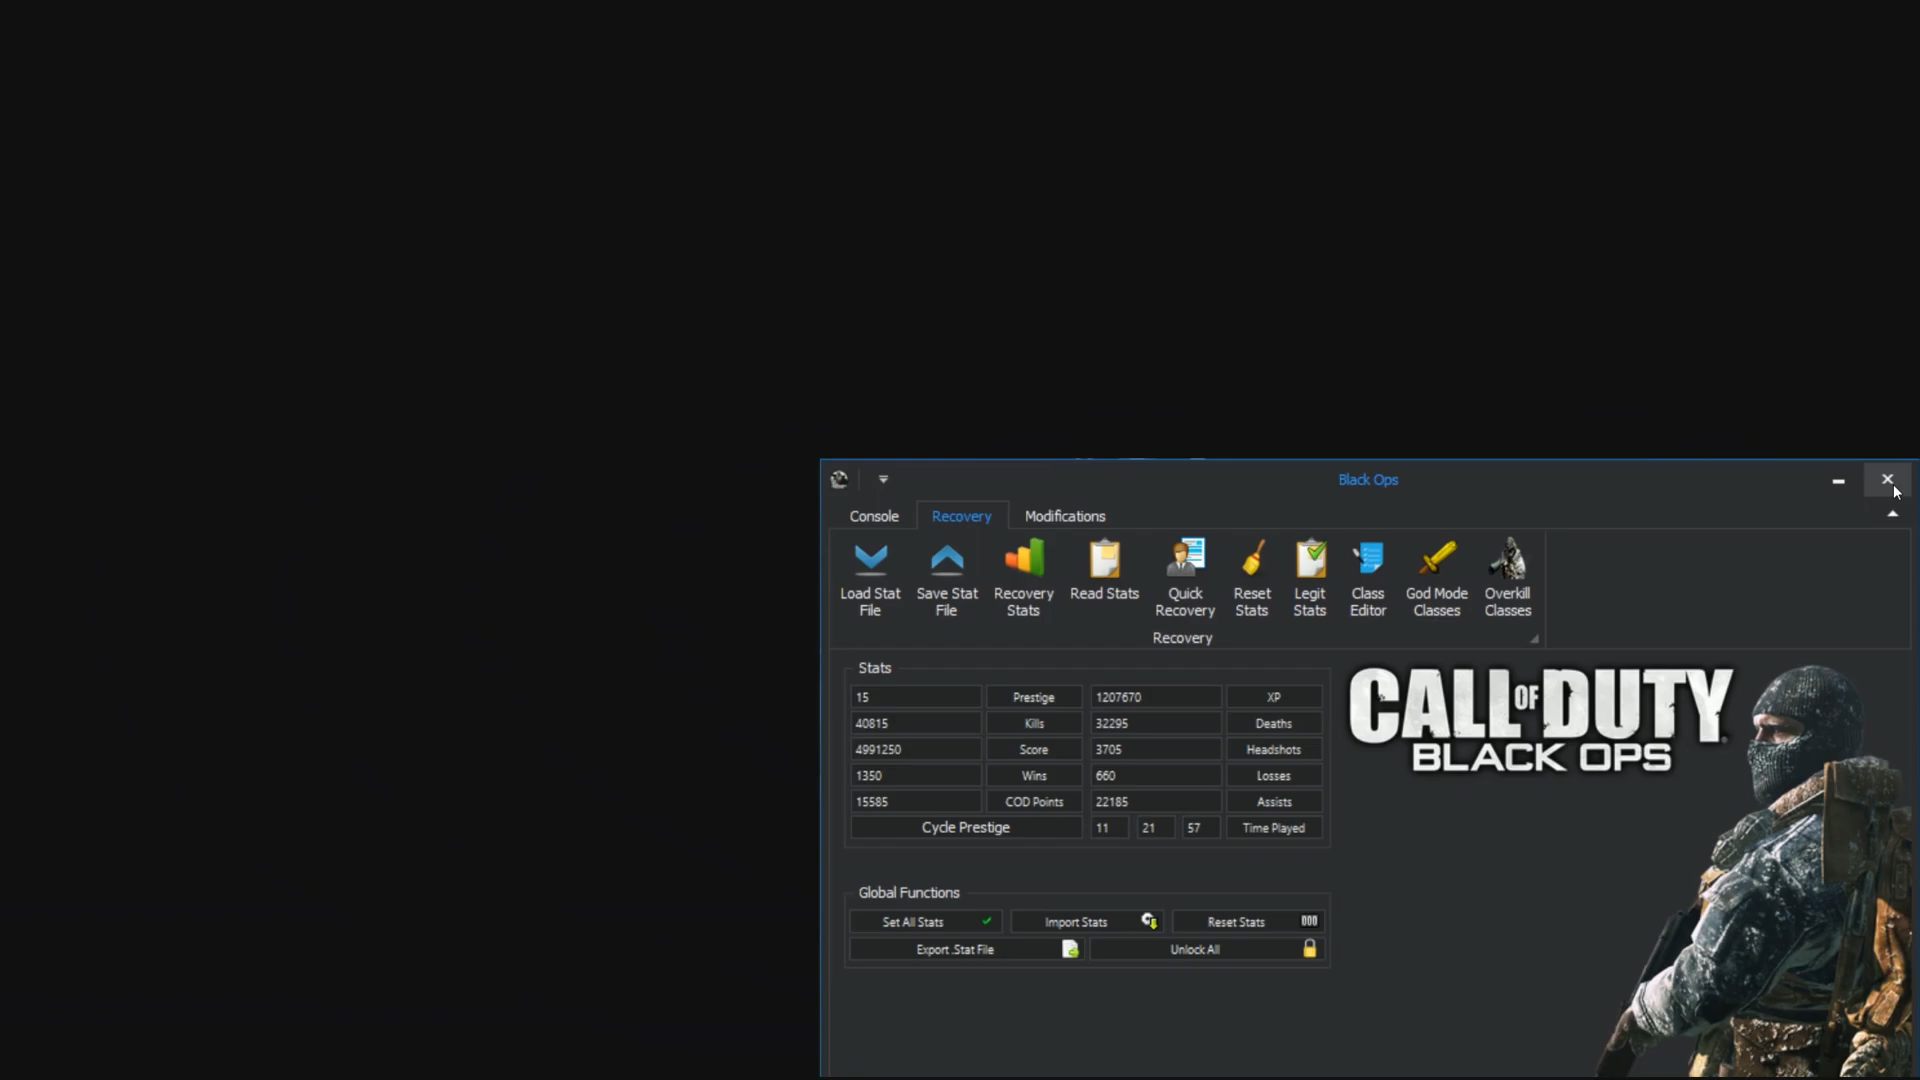 Black Ops
Console Recovery Modifications
Load Stat File
Save Stat File
Recovery Stats
Read Stats
Quick Recovery
Reset Stats
Legit Stats
Class Editor
God Mode Classes
Overkill Classes
Recovery
Stats
15 Prestige 1207670 XP
40815 Kills 32295 Deaths
4991250 Score 3705 Headshots
1350 Wins 660 Losses
15585 COD Points 22185 Assists
Cycle Prestige 11 21 57 Time Played
CALL OF DUTY
BLACK OPS
Global Functions
Set All Stats Import Stats Reset Stats
Export .Stat File Unlock All